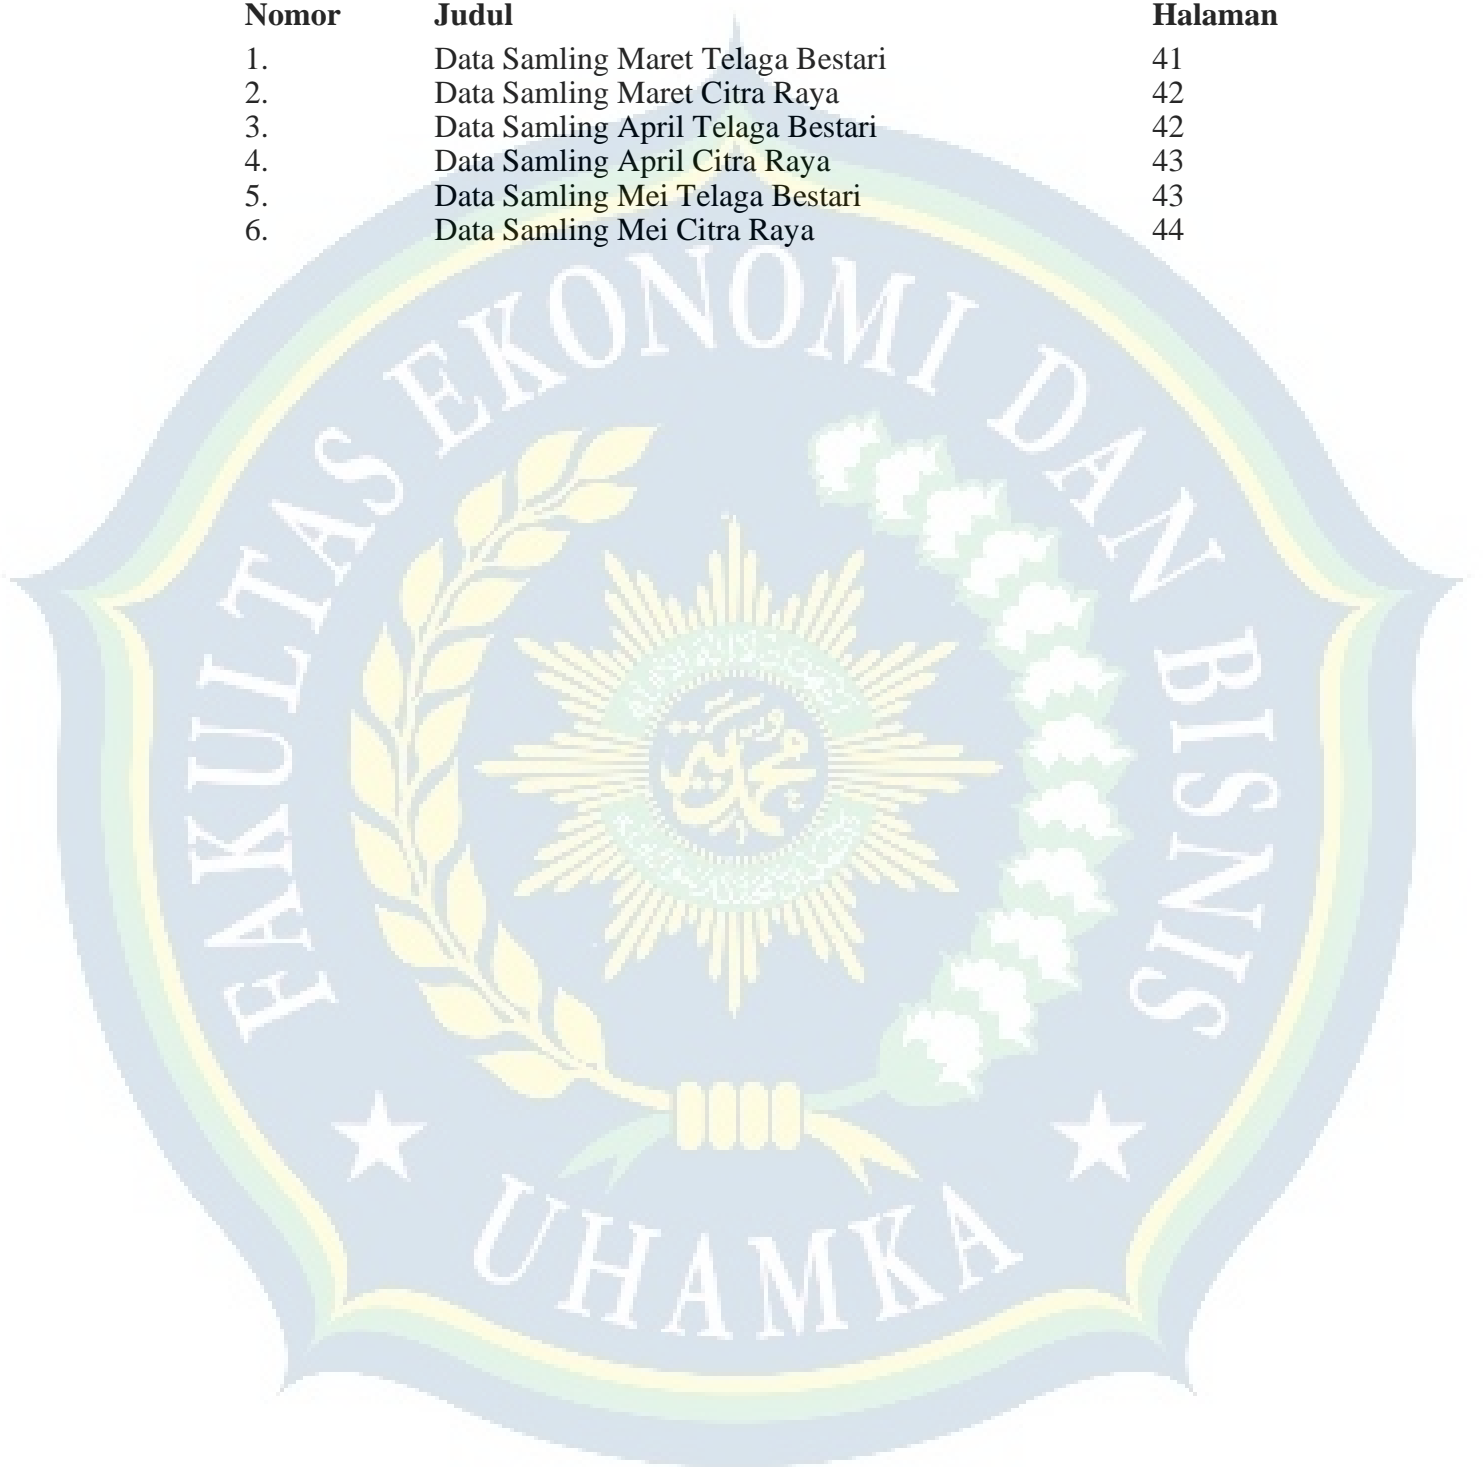 Nomor Judul Halaman
1. Data Samling Maret Telaga Bestari 41
2. Data Samling Maret Citra Raya 42
3. Data Samling April Telaga Bestari 42
4. Data Samling April Citra Raya 43
5. Data Samling Mei Telaga Bestari 43
6. Data Samling Mei Citra Raya 44
FAKULTAS EKONOMI DAN BISNIS
UHAMKA